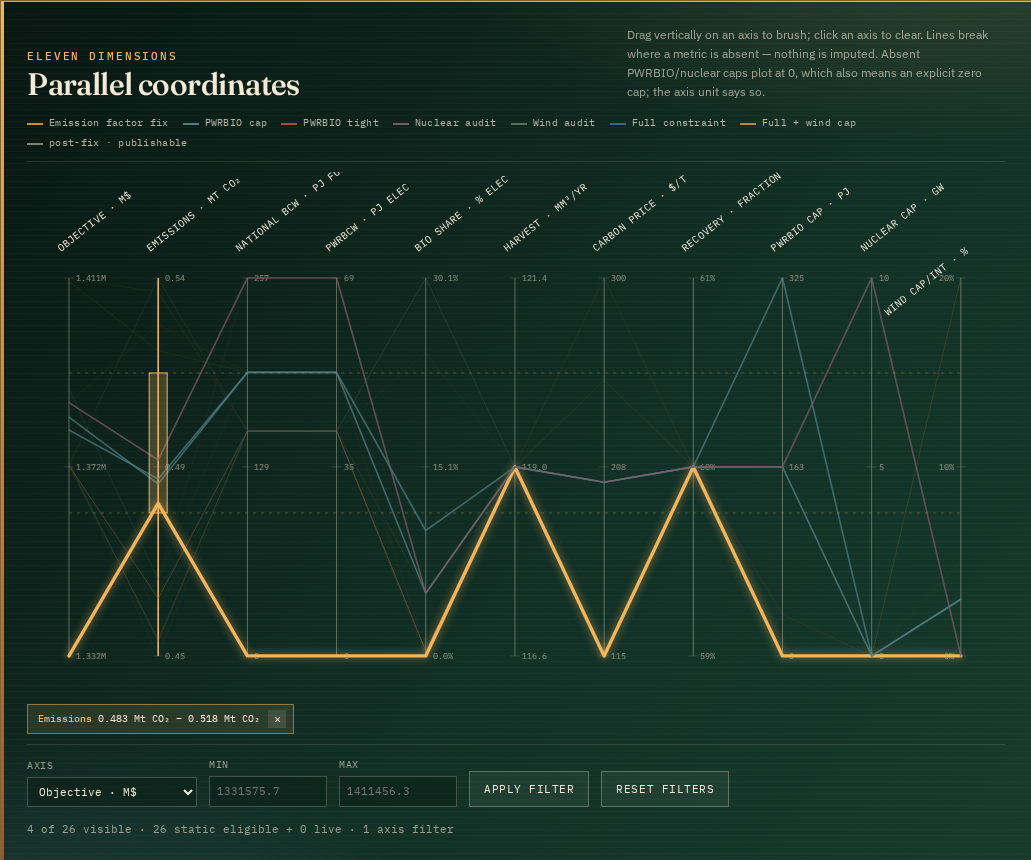 ELEVEN DIMENSIONS
Parallel coordinates
Drag vertically on an axis to brush; click an axis to clear. Lines break
where a metric is absent — nothing is imputed. Absent
PWRBIO/nuclear caps plot at 0, which also means an explicit zero
cap; the axis unit says so.
Emission factor fix PWRBIO cap PWRBIO tight Nuclear audit Wind audit Full constraint Full + wind cap
post-fix · publishable
OBJECTIVE · M$
EMISSIONS · MT CO₂
NATIONAL BCW · PJ
PWRBCW · PJ ELEC
BIO SHARE · % ELEC
HARVEST · MM³/YR
CARBON PRICE · $/T
RECOVERY · FRACTION
PWRBIO CAP · PJ
NUCLEAR CAP · GW
WIND CAP/INT · %
1.411M 0.54 257 69 30.1% 121.4 300 61% 325 10 20%
1.372M 0.49 129 35 15.1% 119.0 208 60% 163 5 10%
1.332M 0.45 0 0 0.0% 116.6 115 59% 0 0 0%
Emissions 0.483 Mt CO₂ – 0.518 Mt CO₂ ×
AXIS MIN MAX
Objective · M$ 1331575.7 1411456.3 APPLY FILTER RESET FILTERS
4 of 26 visible · 26 static eligible + 0 live · 1 axis filter